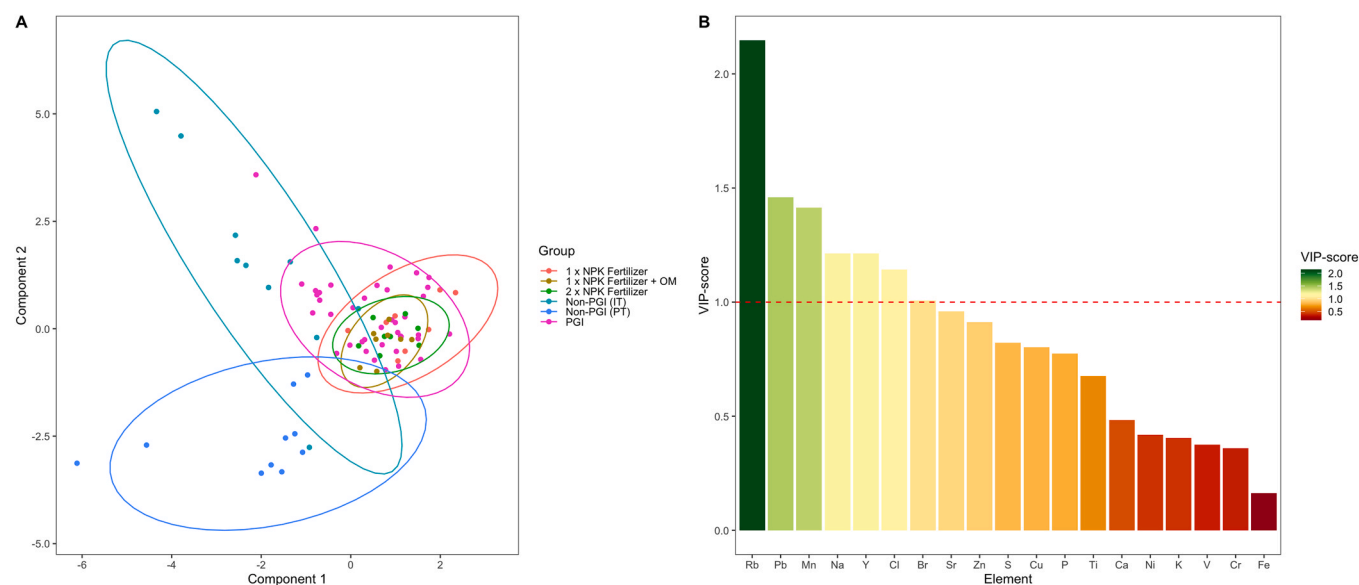 A
Component 2
5.0
2.5
0.0
-2.5
-5.0
-6
-4
-2
0
2
Component 1
Group
1 x NPK Fertilizer
1 x NPK Fertilizer + OM
2 x NPK Fertilizer
Non-PGI (IT)
Non-PGI (PT)
PGI
B
VIP-score
2.0
1.5
1.0
0.5
0.0
Rb Pb Mn Na Y Cl Br Sr Zn S Cu P Ti Ca Ni K V Cr Fe
Element
VIP-score
2.0
1.5
1.0
0.5